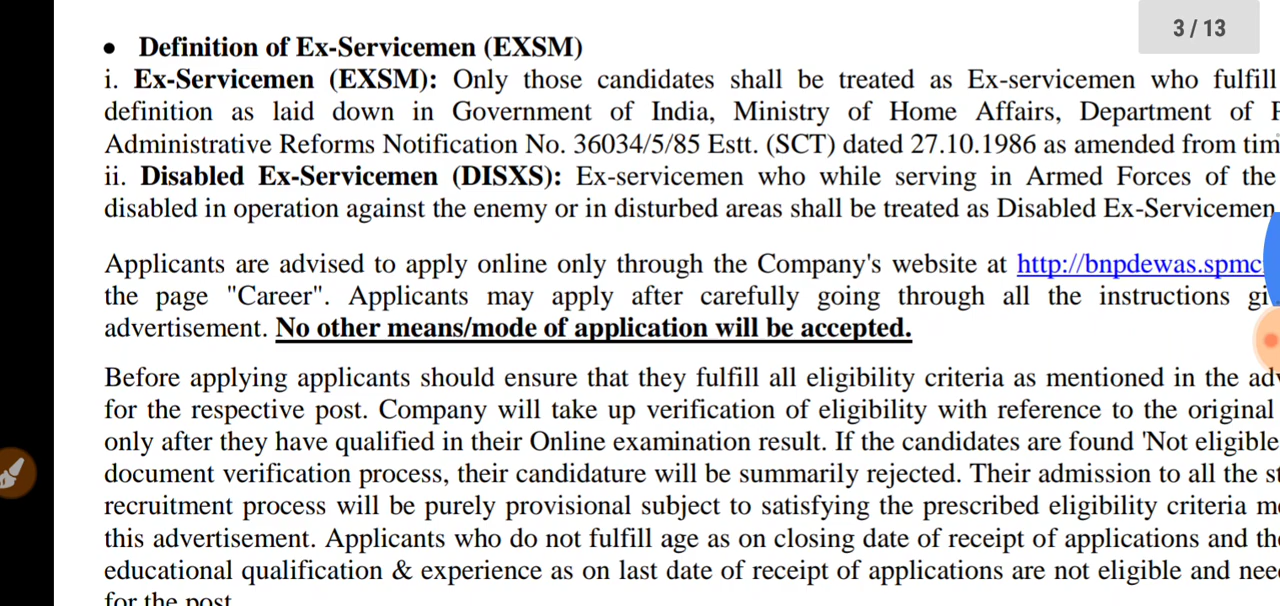 3 / 13
• Definition of Ex-Servicemen (EXSM)
i. Ex-Servicemen (EXSM): Only those candidates shall be treated as Ex-servicemen who fulfill
definition as laid down in Government of India, Ministry of Home Affairs, Department of
Administrative Reforms Notification No. 36034/5/85 Estt. (SCT) dated 27.10.1986 as amended from tim
ii. Disabled Ex-Servicemen (DISXS): Ex-servicemen who while serving in Armed Forces of the
disabled in operation against the enemy or in disturbed areas shall be treated as Disabled Ex-Servicemen
Applicants are advised to apply online only through the Company's website at http://bnpdewas.spmc
the page "Career". Applicants may apply after carefully going through all the instructions gi
advertisement. No other means/mode of application will be accepted.
Before applying applicants should ensure that they fulfill all eligibility criteria as mentioned in the adv
for the respective post. Company will take up verification of eligibility with reference to the original
only after they have qualified in their Online examination result. If the candidates are found 'Not eligible
document verification process, their candidature will be summarily rejected. Their admission to all the st
recruitment process will be purely provisional subject to satisfying the prescribed eligibility criteria m
this advertisement. Applicants who do not fulfill age as on closing date of receipt of applications and the
educational qualification & experience as on last date of receipt of applications are not eligible and nee
for the post